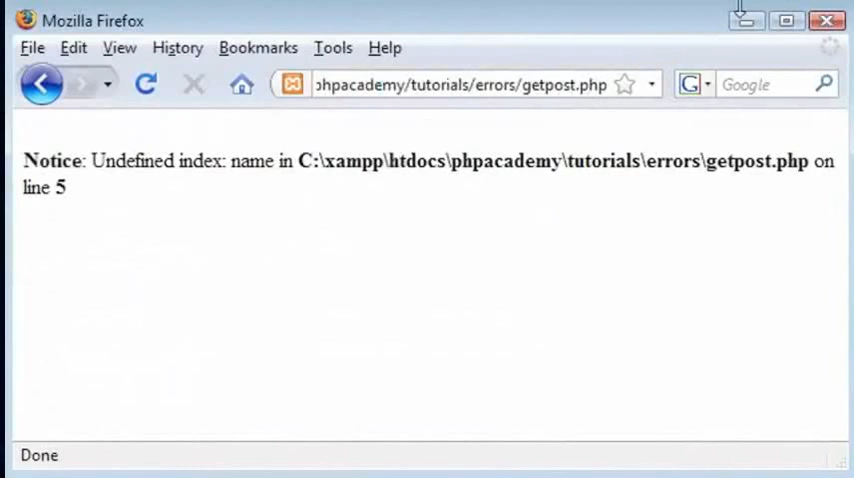 Mozilla Firefox
File Edit View History Bookmarks Tools Help
phpacademy/tutorials/errors/getpost.php G Google
Notice: Undefined index: name in C:\xampp\htdocs\phpacademy\tutorials\errors\getpost.php on
line 5
Done